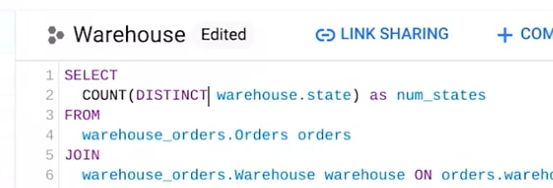 Warehouse Edited LINK SHARING + COM
1 SELECT
2 COUNT(DISTINCT warehouse.state) as num_states
3 FROM
4 warehouse_orders.Orders orders
5 JOIN
6 warehouse_orders.Warehouse warehouse ON orders.wareho